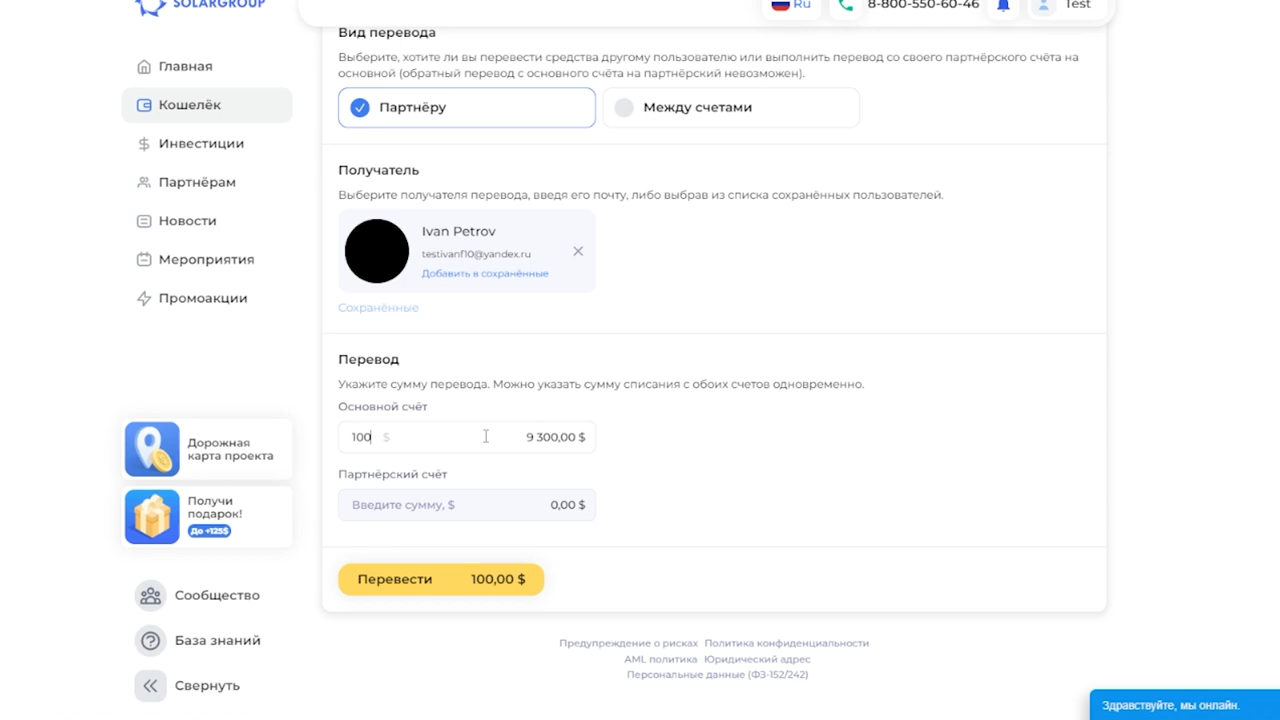 SOLARGROUP
Ru
8-800-550-60-46
Test
Главная
Кошелёк
Инвестиции
Партнёрам
Новости
Мероприятия
Промоакции
Дорожная
карта проекта
Получи
подарок!
До +125$
Сообщество
База знаний
Свернуть
Вид перевода
Выберите, хотите ли вы перевести средства другому пользователю или выполнить перевод со своего партнёрского счёта на
основной (обратный перевод с основного счёта на партнёрский невозможен).
Партнёру
Между счетами
Получатель
Выберите получателя перевода, введя его почту, либо выбрав из списка сохранённых пользователей.
Ivan Petrov
testivanf10@yandex.ru
Добавить в сохранённые
Сохранённые
Перевод
Укажите сумму перевода. Можно указать сумму списания с обоих счетов одновременно.
Основной счёт
100 $ 9 300,00 $
Партнёрский счёт
Введите сумму, $ 0,00 $
Перевести 100,00 $
Предупреждение о рисках Политика конфиденциальности
AML политика Юридический адрес
Персональные данные (ФЗ-152/242)
Здравствуйте, мы онлайн.